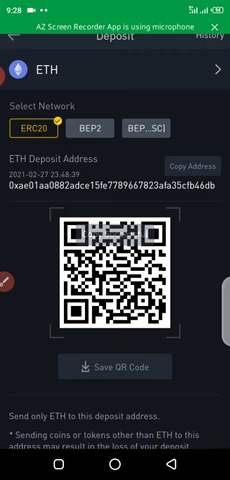 9:28
AZ Screen Recorder App is using microphone
Deposit
History
ETH
Select Network
ERC20
BEP2
BEP...SC)
ETH Deposit Address
2021-02-27 23:48:39
Copy Address
0xae01aa0882adce15fe7789667823afa35cfb46db
Save QR Code
Send only ETH to this deposit address.
* Sending coins or tokens other than ETH to this
address may result in the loss of your deposit.